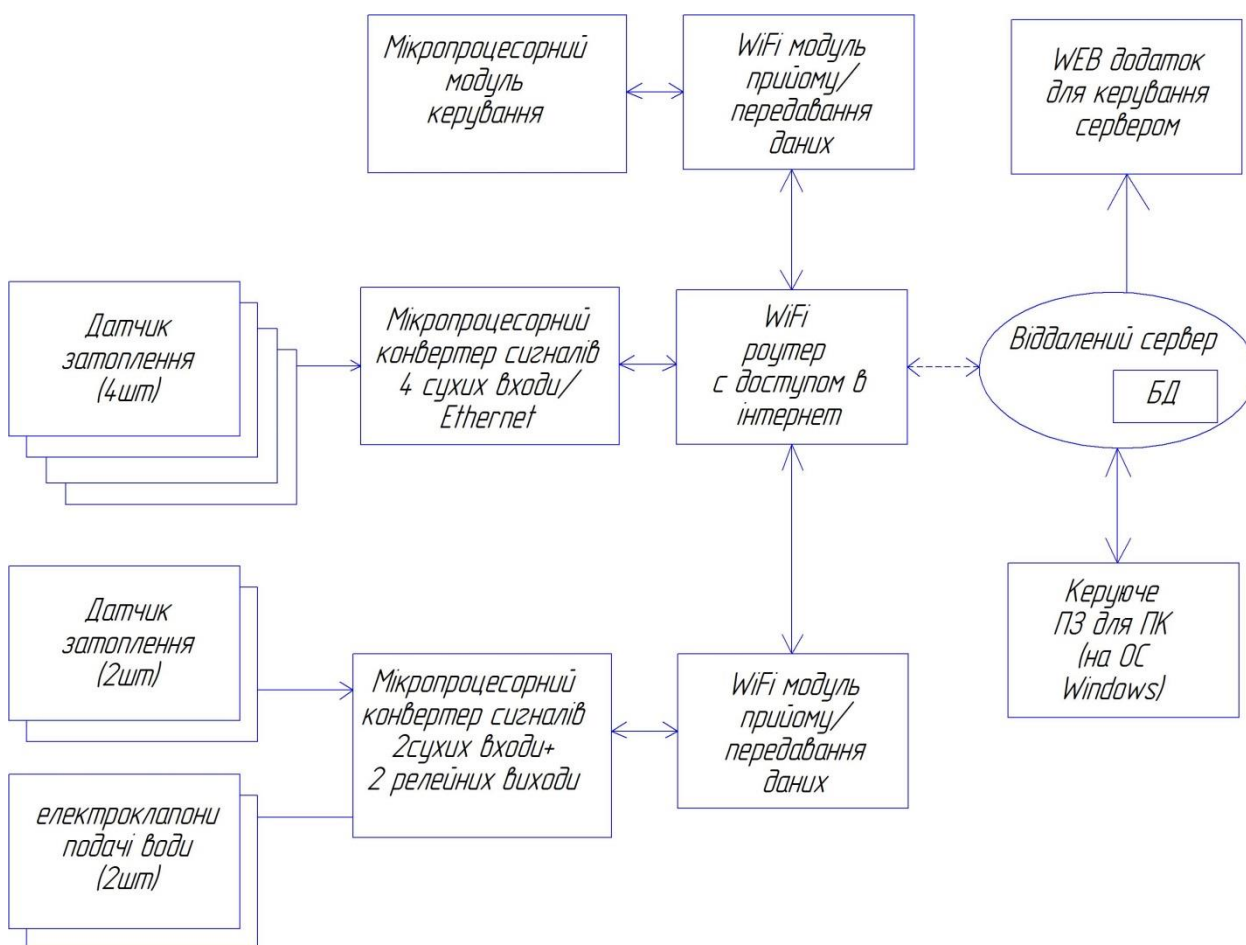 Мікропроцесорний
модуль
керування
WiFi модуль
прийому/
передавання
даних
WEB додаток
для керування
сервером
Датчик
затоплення
(4шт)
Мікропроцесорний
конвертер сигналів
4 сухих входи/
Ethernet
WiFi
роутер
с доступом в
інтернет
Віддалений сервер
БД
Датчик
затоплення
(2шт)
Мікропроцесорний
конвертер сигналів
2сухих входи+
2 релейних виходи
WiFi модуль
прийому/
передавання
даних
Керуюче
ПЗ для ПК
(на ОС
Windows)
електроклапони
подачі води
(2шт)